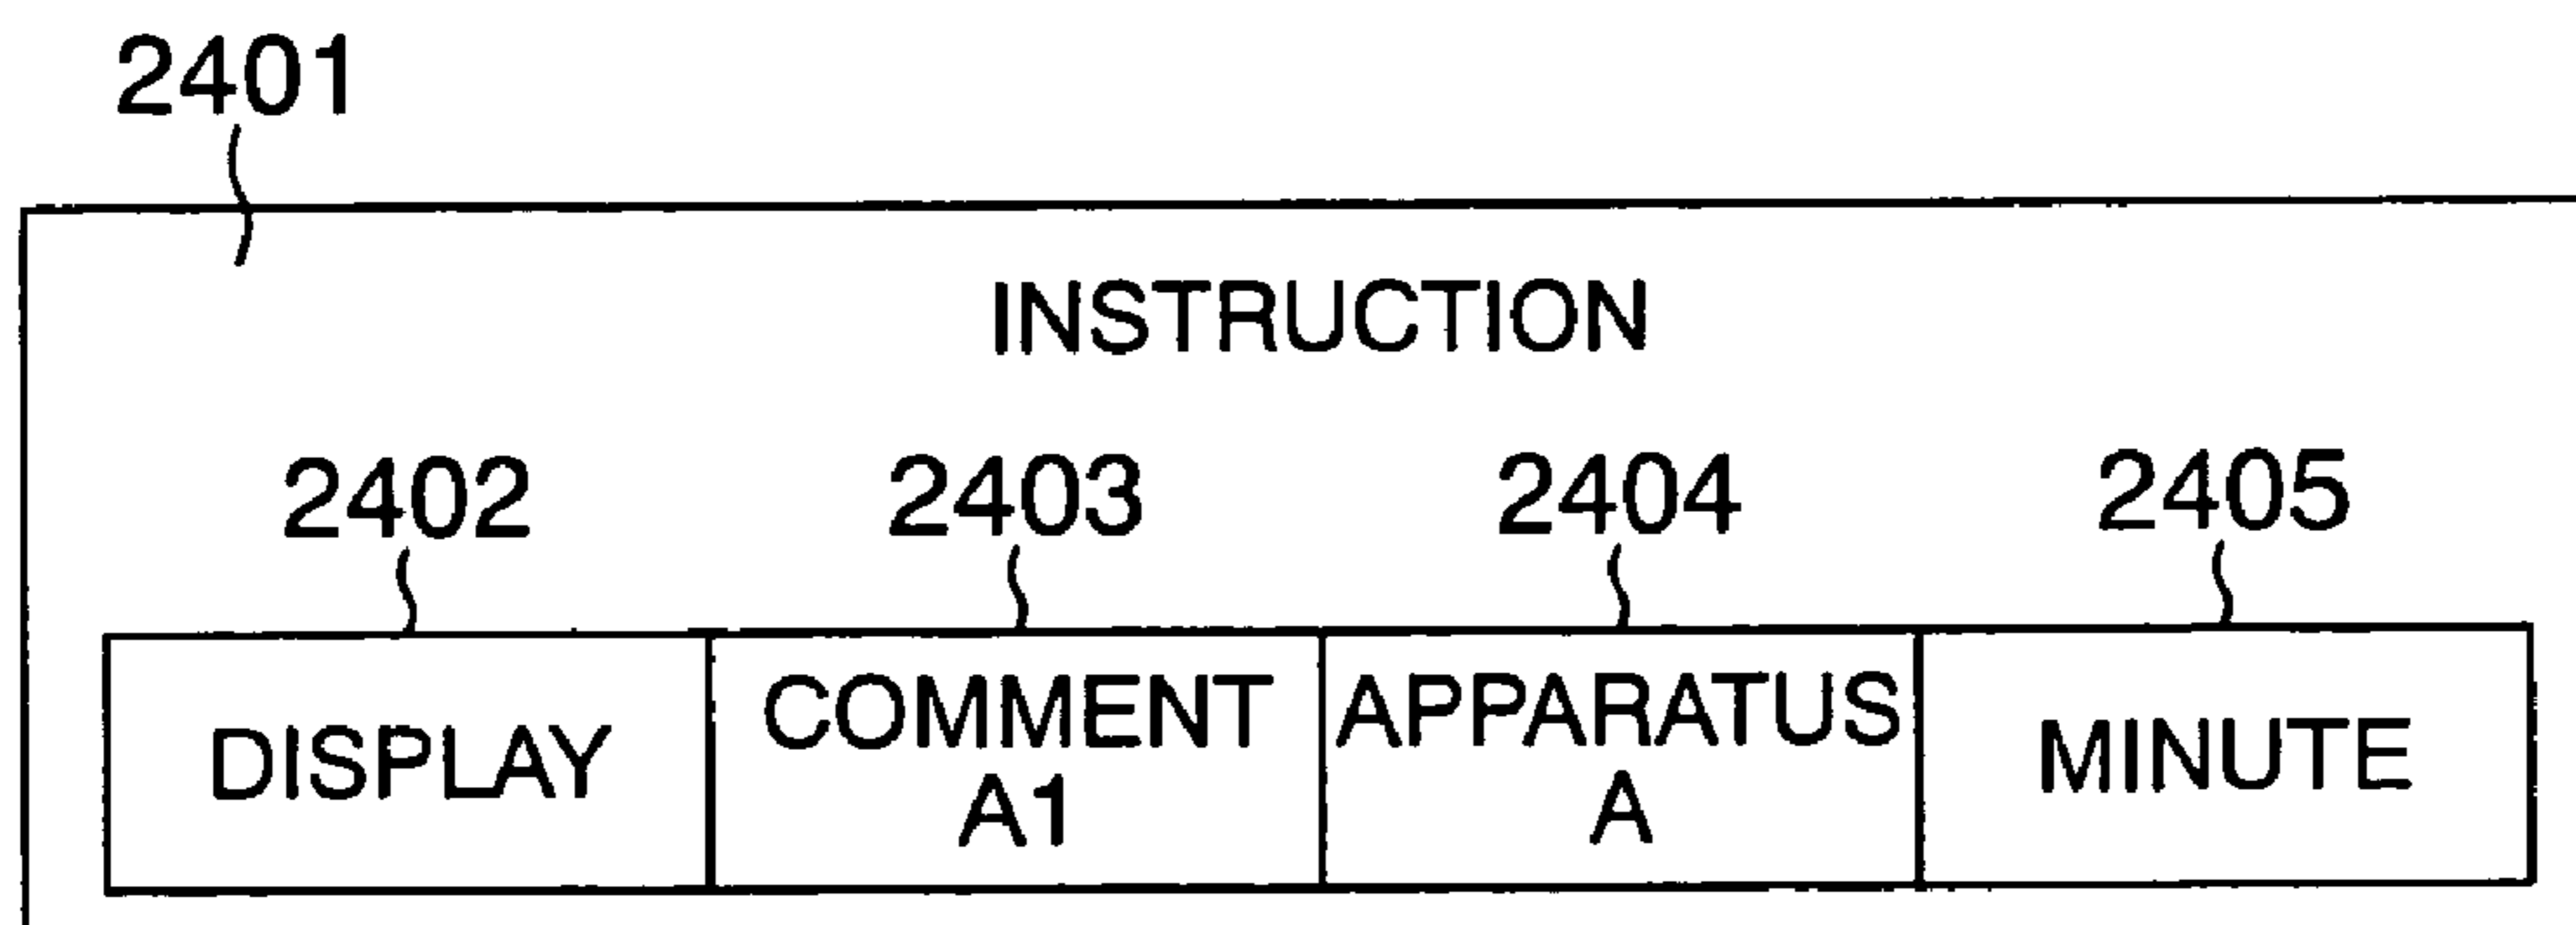 2401
INSTRUCTION
2402 2403 2404 2405
DISPLAY COMMENT A1 APPARATUS A MINUTE